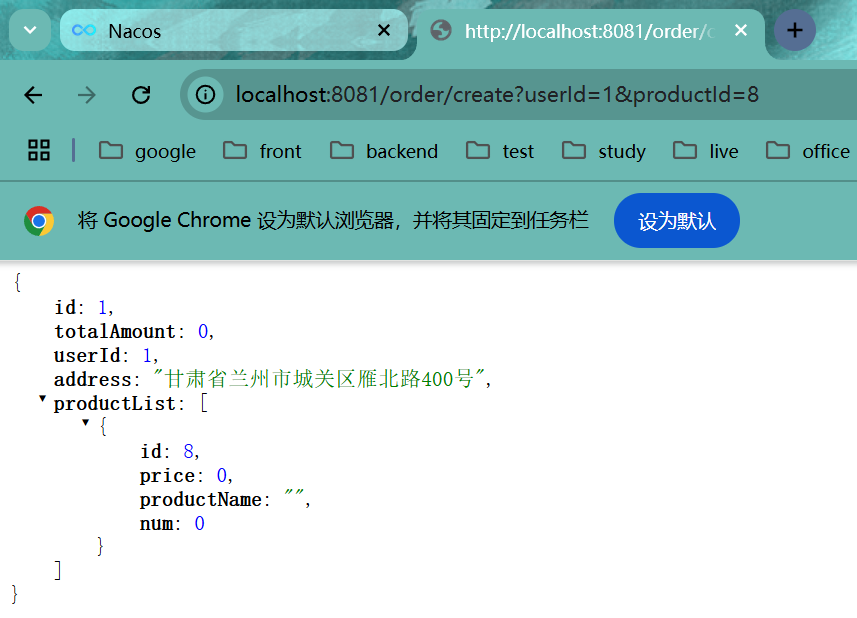 Nacos
http://localhost:8081/order/c
localhost:8081/order/create?userId=1&productId=8
google front backend test study live office
将 Google Chrome 设为默认浏览器，并将其固定到任务栏 设为默认
{
id: 1,
totalAmount: 0,
userId: 1,
address: "甘肃省兰州市城关区雁北路400号",
productList: [
{
id: 8,
price: 0,
productName: "",
num: 0
}
]
}